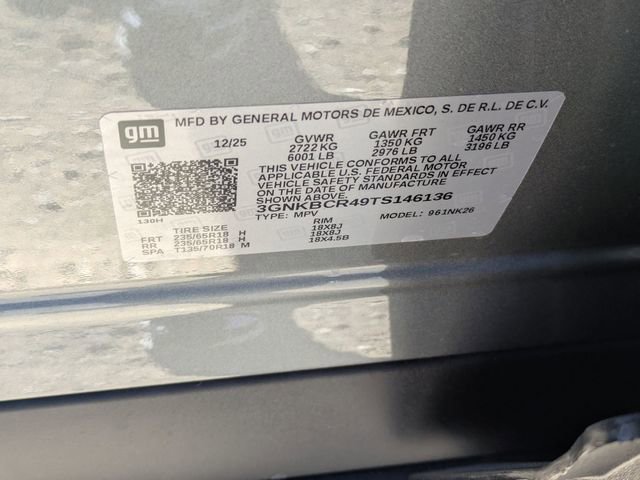 gm
MFD BY GENERAL MOTORS DE MEXICO, S. DE R.L. DE C.V.
12/25 GVWR GAWR FRT GAWR RR
2722 KG 1350 KG 1450 KG
6001 LB 2976 LB 3196 LB
THIS VEHICLE CONFORMS TO ALL
APPLICABLE U.S. FEDERAL MOTOR
VEHICLE SAFETY STANDARDS IN EFFECT
ON THE DATE OF MANUFACTURE
SHOWN ABOVE.
3GNKBCR49TS146136
130H TYPE: MPV MODEL: 961NK26
TIRE SIZE RIM
FRT 235/65R18 H 18X8J
RR 235/65R18 H 18X8J
SPA T135/70R18 M 18X4.5B